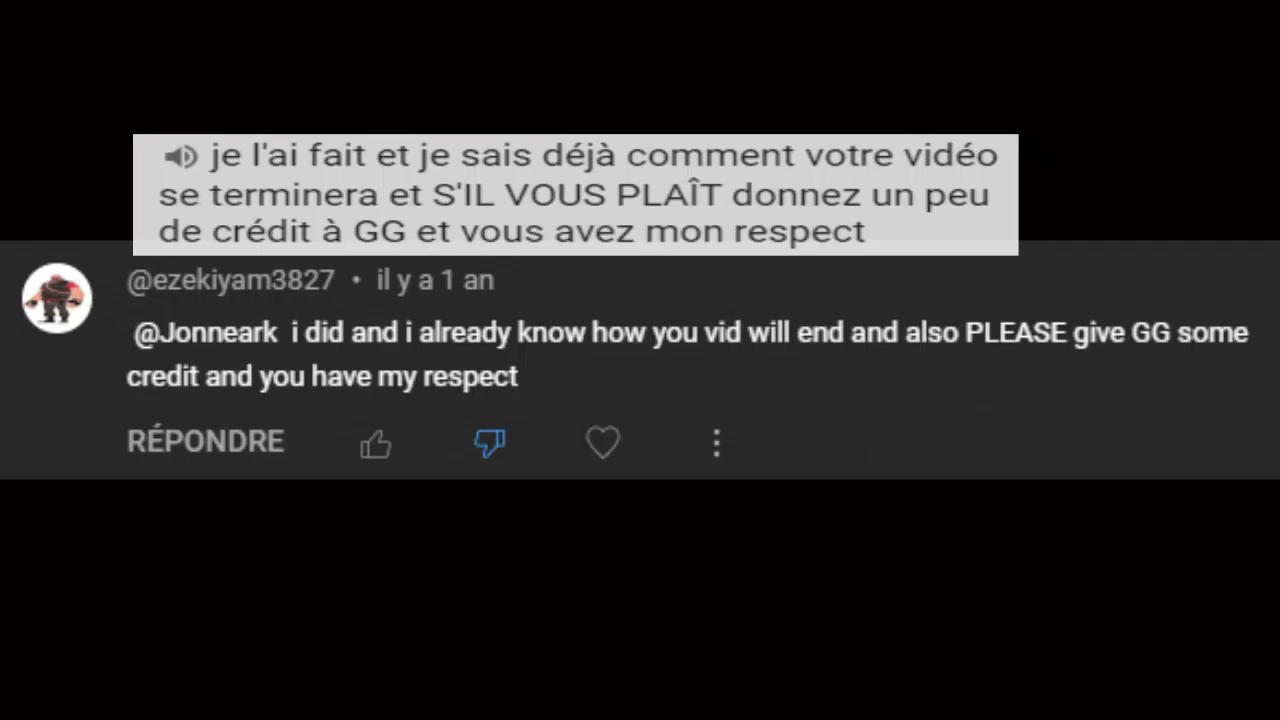 je l'ai fait et je sais déjà comment votre vidéo
se terminera et S'IL VOUS PLAÎT donnez un peu
de crédit à GG et vous avez mon respect
@ezekiyam3827 • il y a 1 an
@Jonneark i did and i already know how you vid will end and also PLEASE give GG some
credit and you have my respect
RÉPONDRE